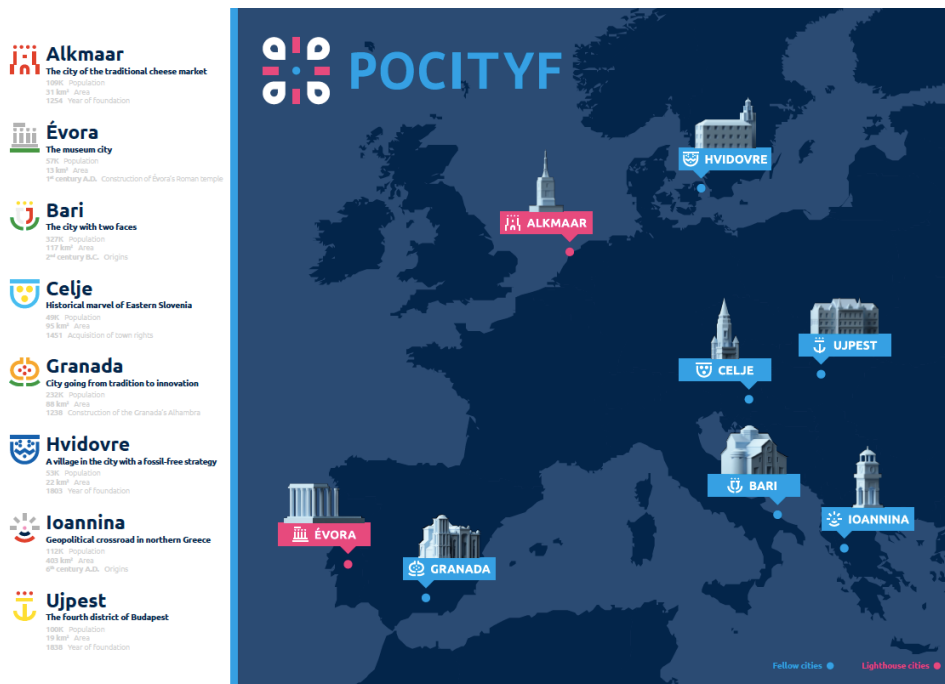 Alkmaar
The city of the traditional cheese market
109K Population
31 km² Area
1254 Year of foundation
Évora
The museum city
57K Population
13 km² Area
1st century A.D. Construction of Évora's Roman temple
Bari
The city with two faces
327K Population
117 km² Area
2nd century B.C. Origins
Celje
Historical marvel of Eastern Slovenia
49K Population
95 km² Area
1451 Acquisition of town rights
Granada
City going from tradition to innovation
232K Population
88 km² Area
1238 Construction of the Granada's Alhambra
Hvidovre
A village in the city with a fossil-free strategy
53K Population
22 km² Area
1803 Year of foundation
Ioannina
Geopolitical crossroad in northern Greece
112K Population
403 km² Area
6th century A.D. Origins
Ujpest
The fourth district of Budapest
100K Population
19 km² Area
1838 Year of foundation
POCITYF
HVIDOVRE
ALKMAAR
UJPEST
CELJE
BARI
IOANNINA
ÉVORA
GRANADA
Fellow cities
Lighthouse cities